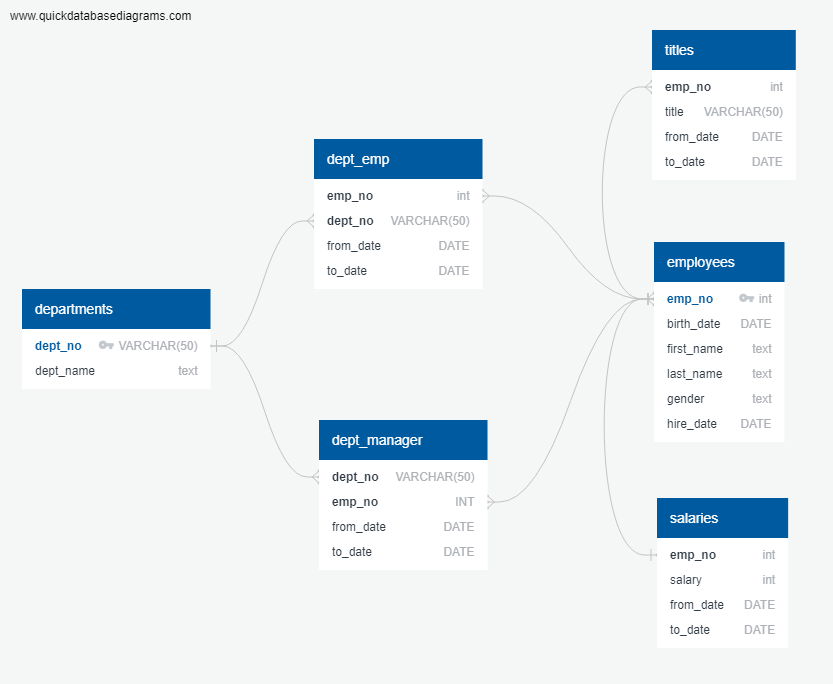 www.quickdatabasediagrams.com
titles
emp_no int
title VARCHAR(50)
from_date DATE
to_date DATE
dept_emp
emp_no int
dept_no VARCHAR(50)
from_date DATE
to_date DATE
employees
emp_no int
birth_date DATE
first_name text
last_name text
gender text
hire_date DATE
departments
dept_no VARCHAR(50)
dept_name text
dept_manager
dept_no VARCHAR(50)
emp_no INT
from_date DATE
to_date DATE
salaries
emp_no int
salary int
from_date DATE
to_date DATE